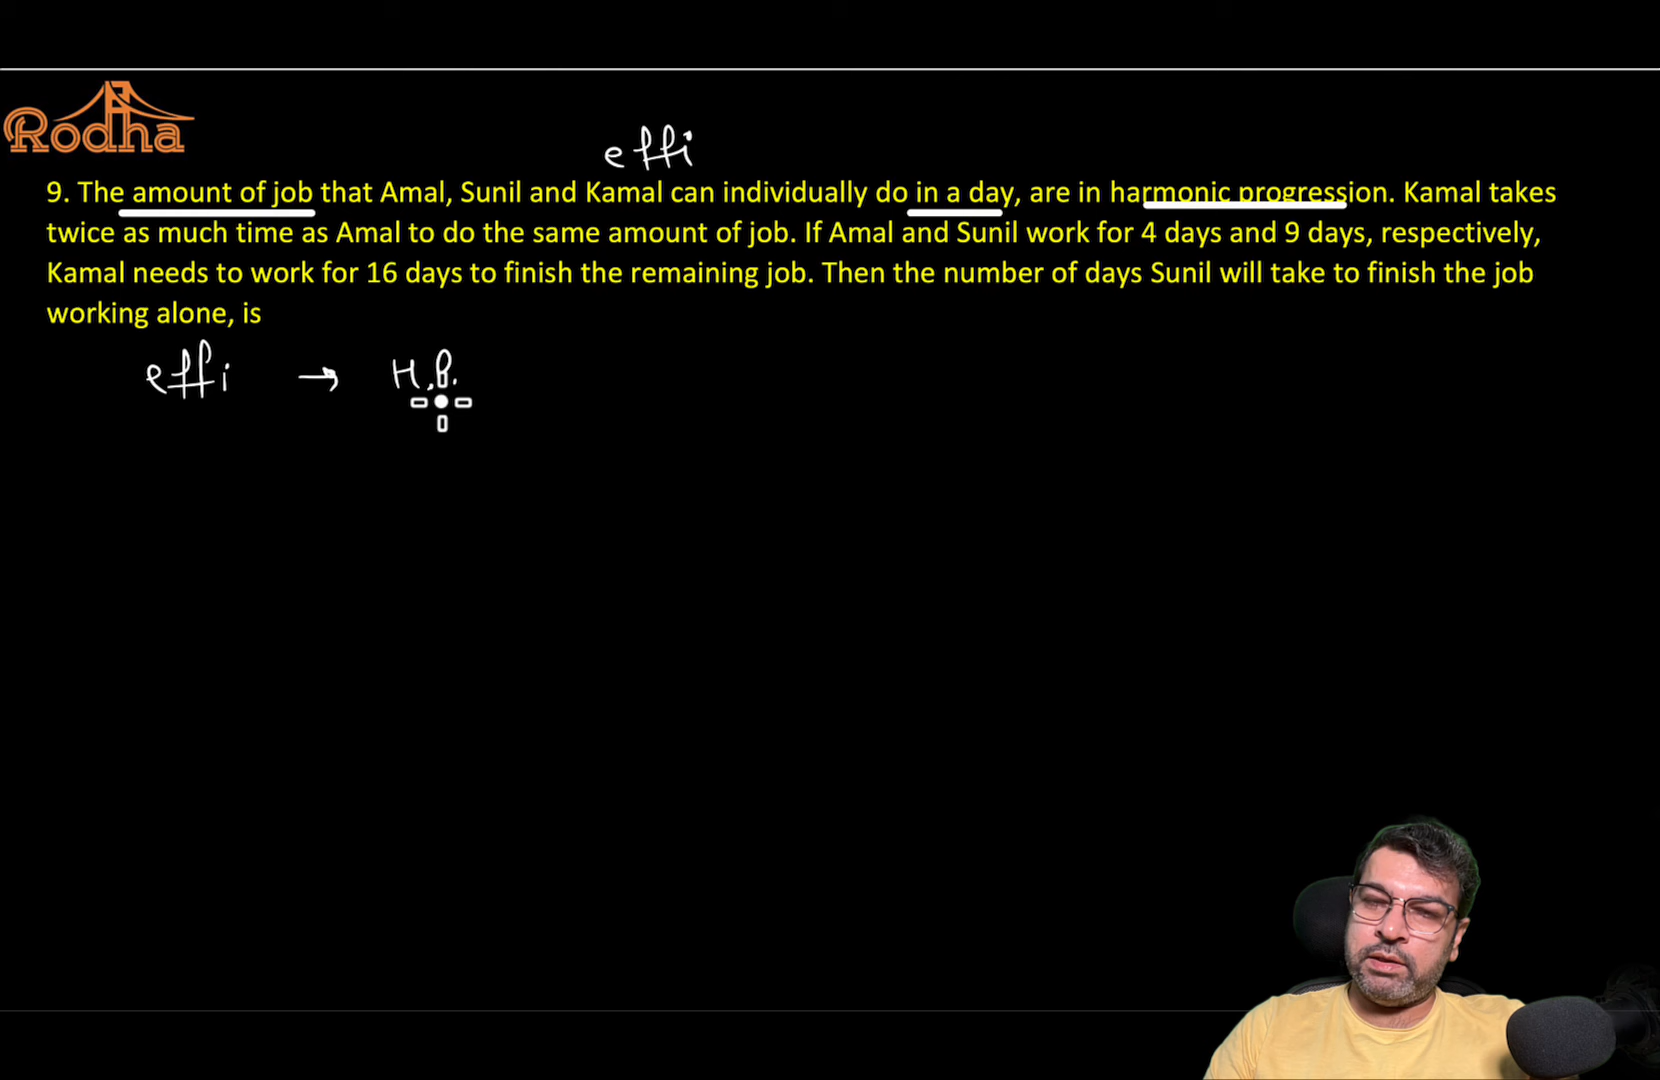 Rodha
effi
9. The amount of job that Amal, Sunil and Kamal can individually do in a day, are in harmonic progression. Kamal takes
twice as much time as Amal to do the same amount of job. If Amal and Sunil work for 4 days and 9 days, respectively,
Kamal needs to work for 16 days to finish the remaining job. Then the number of days Sunil will take to finish the job
working alone, is
effi → H.P.